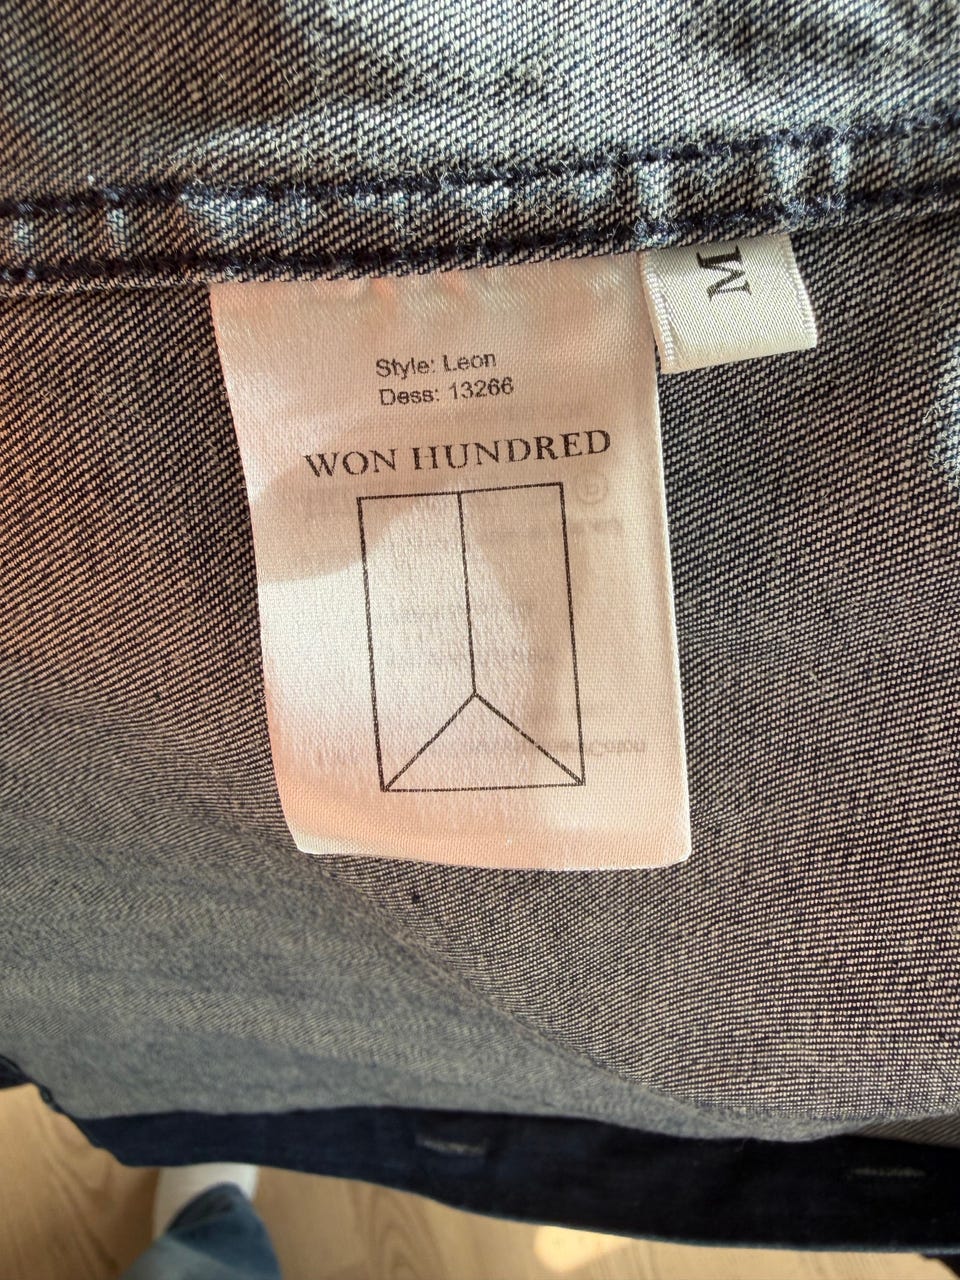 M
Style: Leon
Dess: 13266
WON HUNDRED